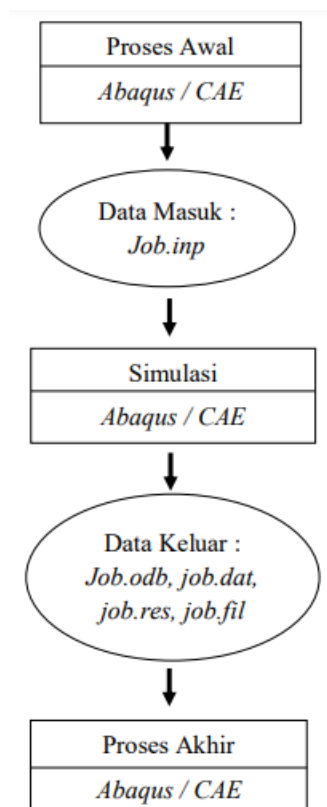 Proses Awal
Abaqus / CAE
Data Masuk :
Job.inp
Simulasi
Abaqus / CAE
Data Keluar :
Job.odb, job.dat,
job.res, job.fil
Proses Akhir
Abaqus / CAE